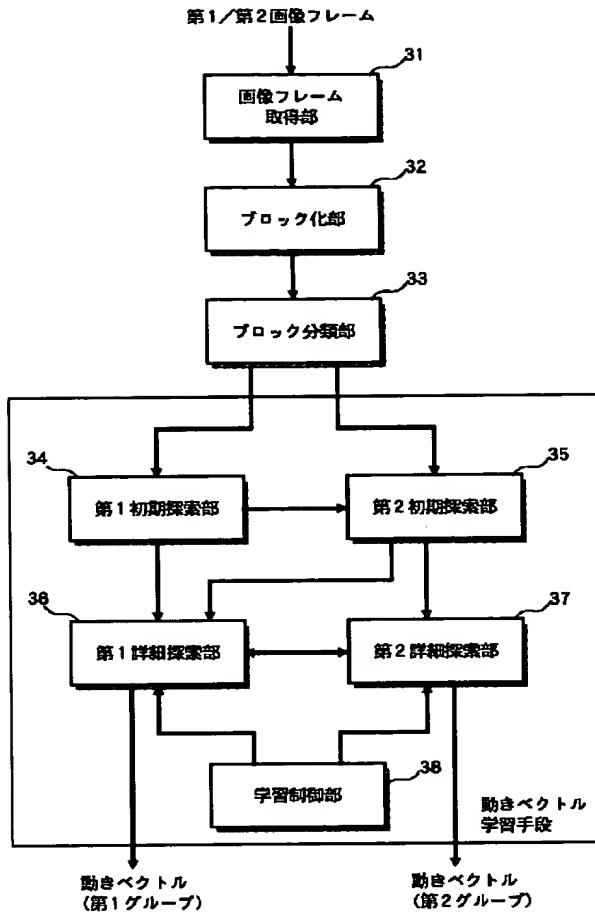 第1／第2画像フレーム
31
画像フレーム
取得部
32
ブロック化部
33
ブロック分類部
34
35
第1初期探索部
第2初期探索部
36
37
第1詳細探索部
第2詳細探索部
38
学習制御部
動きベクトル
学習手段
動きベクトル
（第1グループ）
動きベクトル
（第2グループ）